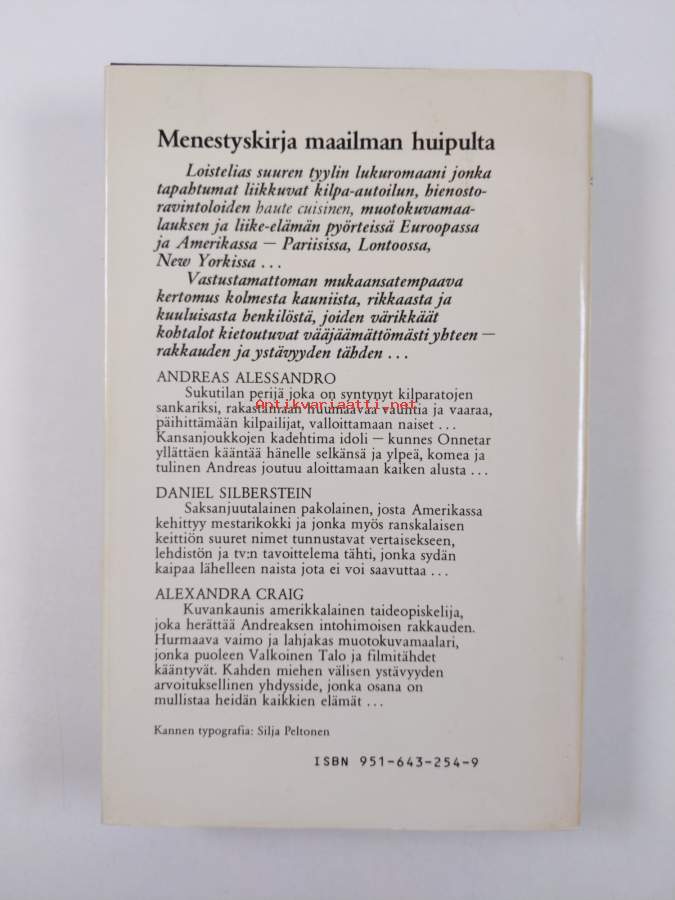 Menestyskirja maailman huipulta
Loistelias suuren tyylin lukuromaani jonka
tapahtumat liikkuvat kilpa-autoilun, hienosto-
ravintoloiden haute cuisinen, muotokuvamaa-
lauksen ja liike-elämän pyörteissä Euroopassa
ja Amerikassa — Pariisissa, Lontoossa,
New Yorkissa ...
Vastustamattoman mukaansatempaava
kertomus kolmesta kauniista, rikkaasta ja
kuuluisasta henkilöstä, joiden värikkäät
kohtalot kietoutuvat vääjäämättömästi yhteen —
rakkauden ja ystävyyden tähden ...
ANDREAS ALESSANDRO
Sukutilan perijä joka on syntynyt kilparatojen
Antikvariaatti.net
sankariksi, rakastamaan huumaavaa vauhtia ja vaaraa,
päihittämään kilpailijat, valloittamaan naiset ...
Kansanjoukkojen kadehtima idoli — kunnes Onnetar
yllättäen kääntää hänelle selkänsä ja ylpeä, komea ja
tulinen Andreas joutuu aloittamaan kaiken alusta ...
DANIEL SILBERSTEIN
Saksanjuutalainen pakolainen, josta Amerikassa
kehittyy mestarikokki ja jonka myös ranskalaisen
keittiön suuret nimet tunnustavat vertaisekseen,
lehdistön ja tv:n tavoittelema tähti, jonka sydän
kaipaa lähelleen naista jota ei voi saavuttaa ...
ALEXANDRA CRAIG
Kuvankaunis amerikkalainen taideopiskelija,
joka herättää Andreaksen intohimoisen rakkauden.
Hurmaava vaimo ja lahjakas muotokuvamaalari,
jonka puoleen Valkoinen Talo ja filmitähdet
kääntyvät. Kahden miehen välisen ystävyyden
arvoituksellinen yhdysside, jonka osana on
mullistaa heidän kaikkien elämät ...
Kannen typografia: Silja Peltonen
ISBN 951-643-254-9